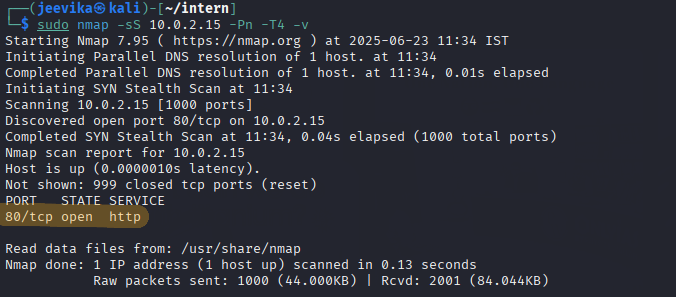 ┌──(jeevika㉿kali)-[~/intern]
└─$ sudo nmap -sS 10.0.2.15 -Pn -T4 -v
Starting Nmap 7.95 ( https://nmap.org ) at 2025-06-23 11:34 IST
Initiating Parallel DNS resolution of 1 host. at 11:34
Completed Parallel DNS resolution of 1 host. at 11:34, 0.01s elapsed
Initiating SYN Stealth Scan at 11:34
Scanning 10.0.2.15 [1000 ports]
Discovered open port 80/tcp on 10.0.2.15
Completed SYN Stealth Scan at 11:34, 0.04s elapsed (1000 total ports)
Nmap scan report for 10.0.2.15
Host is up (0.0000010s latency).
Not shown: 999 closed tcp ports (reset)
PORT   STATE SERVICE
80/tcp open  http
Read data files from: /usr/share/nmap
Nmap done: 1 IP address (1 host up) scanned in 0.13 seconds
           Raw packets sent: 1000 (44.000KB) | Rcvd: 2001 (84.044KB)